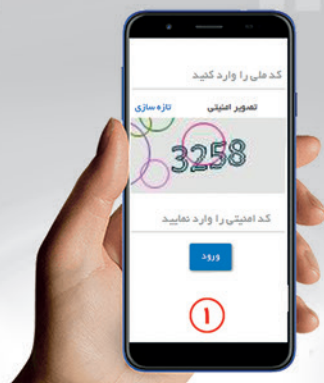 کد ملی را وارد کنید
تصویر امنیتی
تازه سازی
3258
کد امنیتی را وارد نمایید
ورود
۱